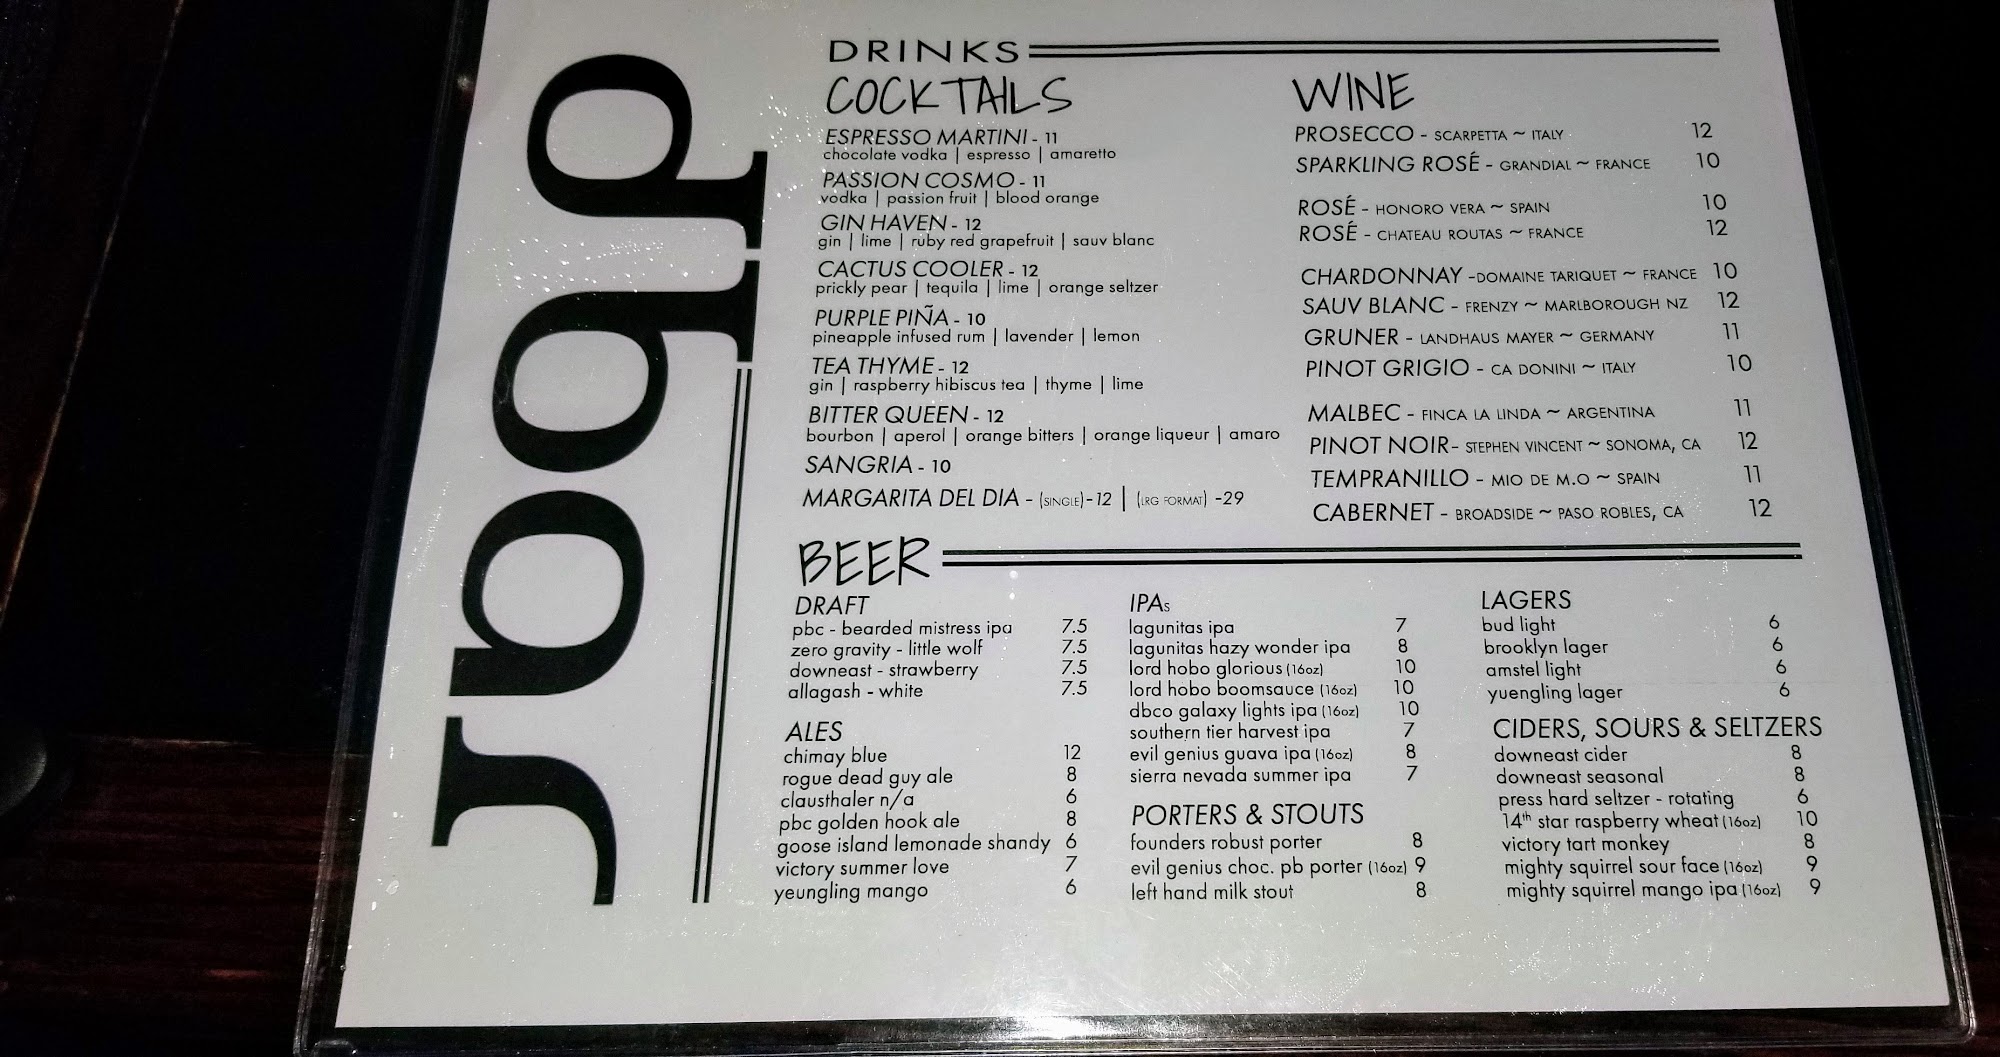 dbar
DRINKS
COCKTAILS
ESPRESSO MARTINI - 11
chocolate vodka | espresso | amaretto
PASSION COSMO - 11
vodka | passion fruit | blood orange
GIN HAVEN - 12
gin | lime | ruby red grapefruit | sauv blanc
CACTUS COOLER - 12
prickly pear | tequila | lime | orange seltzer
PURPLE PIÑA - 10
pineapple infused rum | lavender | lemon
TEA THYME - 12
gin | raspberry hibiscus tea | thyme | lime
BITTER QUEEN - 12
bourbon | aperol | orange bitters | orange liqueur | amaro
SANGRIA - 10
MARGARITA DEL DIA - (SINGLE) -12 | (LRG FORMAT) -29
WINE
PROSECCO - SCARPETTA ~ ITALY 12
SPARKLING ROSÉ - GRANDIAL ~ FRANCE 10
ROSÉ - HONORO VERA ~ SPAIN 10
ROSÉ - CHATEAU ROUTAS ~ FRANCE 12
CHARDONNAY -DOMAINE TARIQUET ~ FRANCE 10
SAUV BLANC - FRENZY ~ MARLBOROUGH NZ 12
GRUNER - LANDHAUS MAYER ~ GERMANY 11
PINOT GRIGIO - CA DONINI ~ ITALY 10
MALBEC - FINCA LA LINDA ~ ARGENTINA 11
PINOT NOIR- STEPHEN VINCENT ~ SONOMA, CA 12
TEMPRANILLO - MIO DE M.O ~ SPAIN 11
CABERNET - BROADSIDE ~ PASO ROBLES, CA 12
BEER
DRAFT
pbc - bearded mistress ipa 7.5
zero gravity - little wolf 7.5
downeast - strawberry 7.5
allagash - white 7.5
ALES
chimay blue 12
rogue dead guy ale 8
clausthaler n/a 6
pbc golden hook ale 8
goose island lemonade shandy 6
victory summer love 7
yeungling mango 6
IPAs
lagunitas ipa 7
lagunitas hazy wonder ipa 8
lord hobo glorious (16oz) 10
lord hobo boomsauce (16oz) 10
dbco galaxy lights ipa (16oz) 10
southern tier harvest ipa 7
evil genius guava ipa (16oz) 8
sierra nevada summer ipa 7
PORTERS & STOUTS
founders robust porter 8
evil genius choc. pb porter (16oz) 9
left hand milk stout 8
LAGERS
bud light 6
brooklyn lager 6
amstel light 6
yuengling lager 6
CIDERS, SOURS & SELTZERS
downeast cider 8
downeast seasonal 8
press hard seltzer - rotating 6
14th star raspberry wheat (16oz) 10
victory tart monkey 8
mighty squirrel sour face (16oz) 9
mighty squirrel mango ipa (16oz) 9